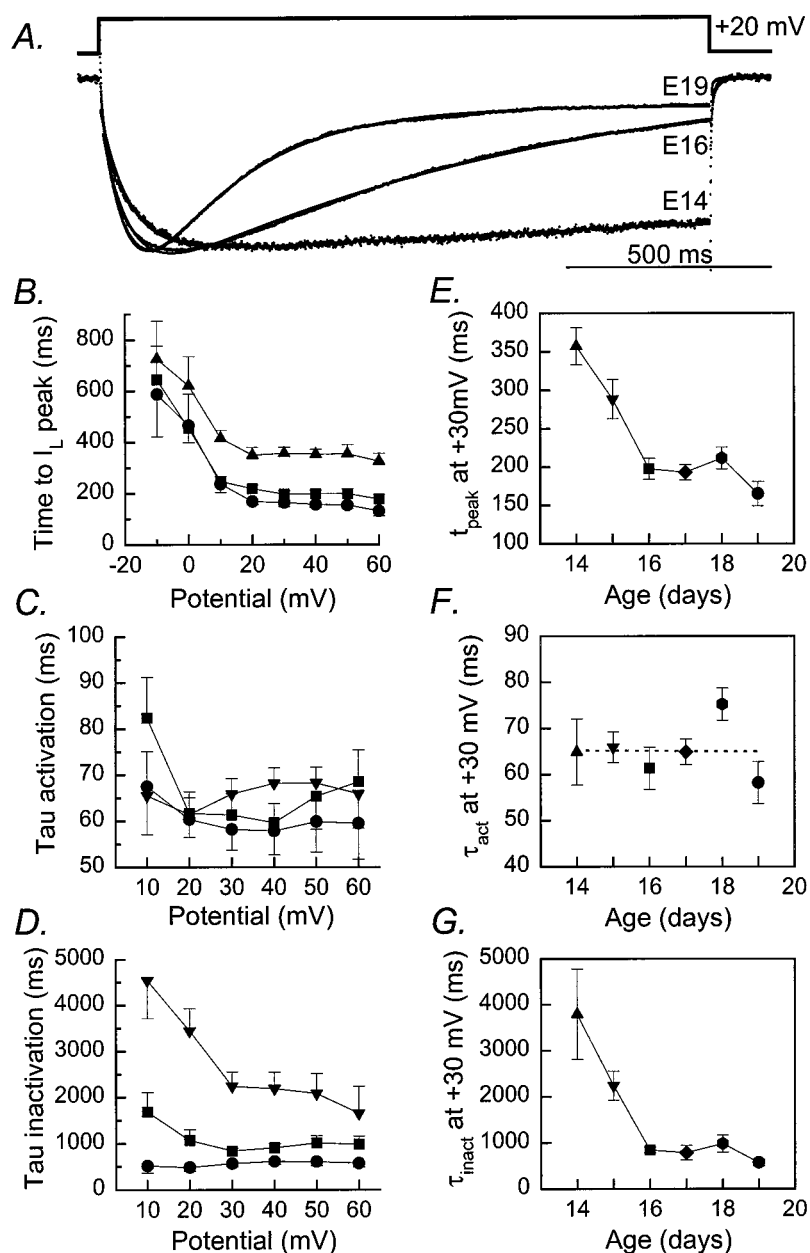 A.
+20 mV
E19
E16
E14
500 ms
B.
Time to I_L peak (ms)
800
600
400
200
0
-20 0 20 40 60
Potential (mV)
E.
t_peak at +30mV (ms)
400
350
300
250
200
150
100
14 16 18 20
Age (days)
C.
Tau activation (ms)
100
90
80
70
60
50
10 20 30 40 50 60
Potential (mV)
F.
τ_act at +30 mV (ms)
90
80
70
60
50
40
14 16 18 20
Age (days)
D.
Tau inactivation (ms)
5000
4000
3000
2000
1000
0
10 20 30 40 50 60
Potential (mV)
G.
τ_inact at +30 mV (ms)
5000
4000
3000
2000
1000
0
14 16 18 20
Age (days)